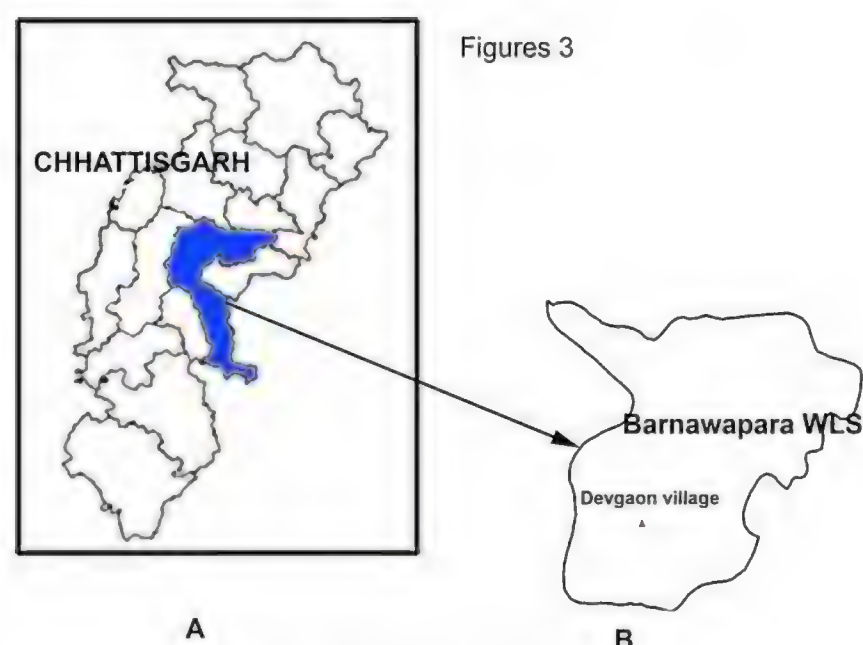 Figures 3
CHHATTISGARH
Barnawapara WLS
Devgaon village
A
B